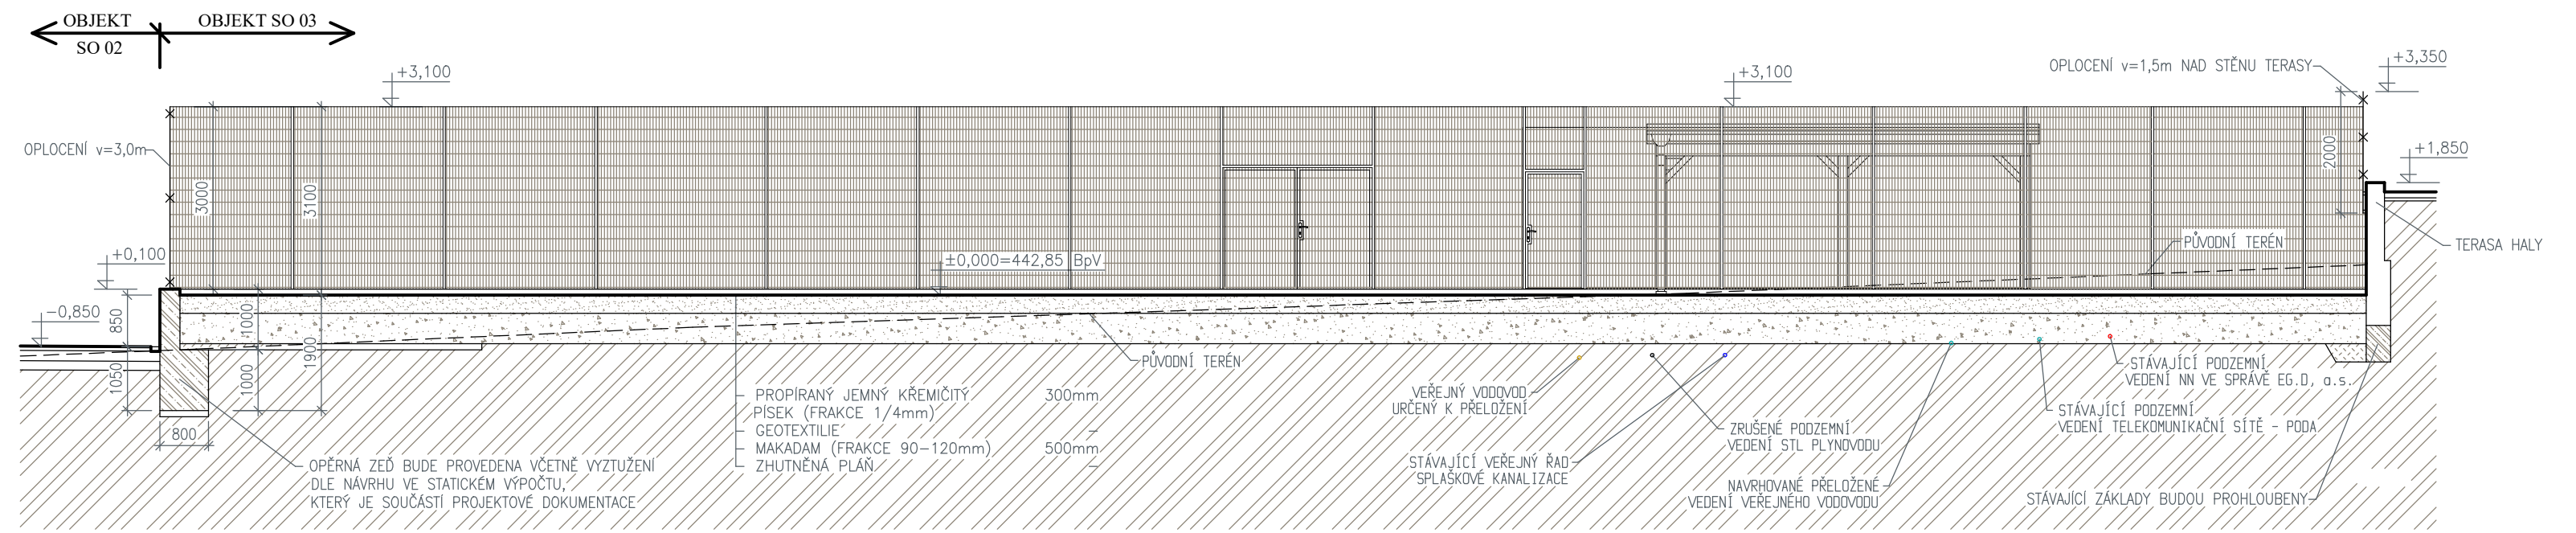 OBJEKT
SO 02
OBJEKT SO 03
+3,100
+3,100
OPLOCENÍ v=1,5m NAD STĚNU TERASY
+3,350
OPLOCENÍ v=3,0m
3000
3100
2000
+1,850
PŮVODNÍ TERÉN
TERASA HALY
+0,100
±0,000=442,85 BpV
-0,850
850
1000
1900
1050
1000
800
PŮVODNÍ TERÉN
PROPÍRANÝ JEMNÝ KŘEMIČITÝ 300mm
PÍSEK (FRAKCE 1/4mm)
GEOTEXTILIE –
MAKADAM (FRAKCE 90-120mm) 500mm
ZHUTNĚNÁ PLÁŇ –
OPĚRNÁ ZEĎ BUDE PROVEDENA VČETNĚ VYZTUŽENÍ
DLE NÁVRHU VE STATICKÉM VÝPOČTU,
KTERÝ JE SOUČÁSTÍ PROJEKTOVÉ DOKUMENTACE
VEŘEJNÝ VODOVOD
URČENÝ K PŘELOŽENÍ
STÁVAJÍCÍ VEŘEJNÝ ŘAD
SPLAŠKOVÉ KANALIZACE
ZRUŠENÉ PODZEMNÍ
VEDENÍ STL PLYNOVODU
NAVRHOVANÉ PŘELOŽENÉ
VEDENÍ VEŘEJNÉHO VODOVODU
STÁVAJÍCÍ PODZEMNÍ
VEDENÍ NN VE SPRÁVĚ EG.D, a.s.
STÁVAJÍCÍ PODZEMNÍ
VEDENÍ TELEKOMUNIKAČNÍ SÍTĚ - PODA
STÁVAJÍCÍ ZÁKLADY BUDOU PROHLOUBENY